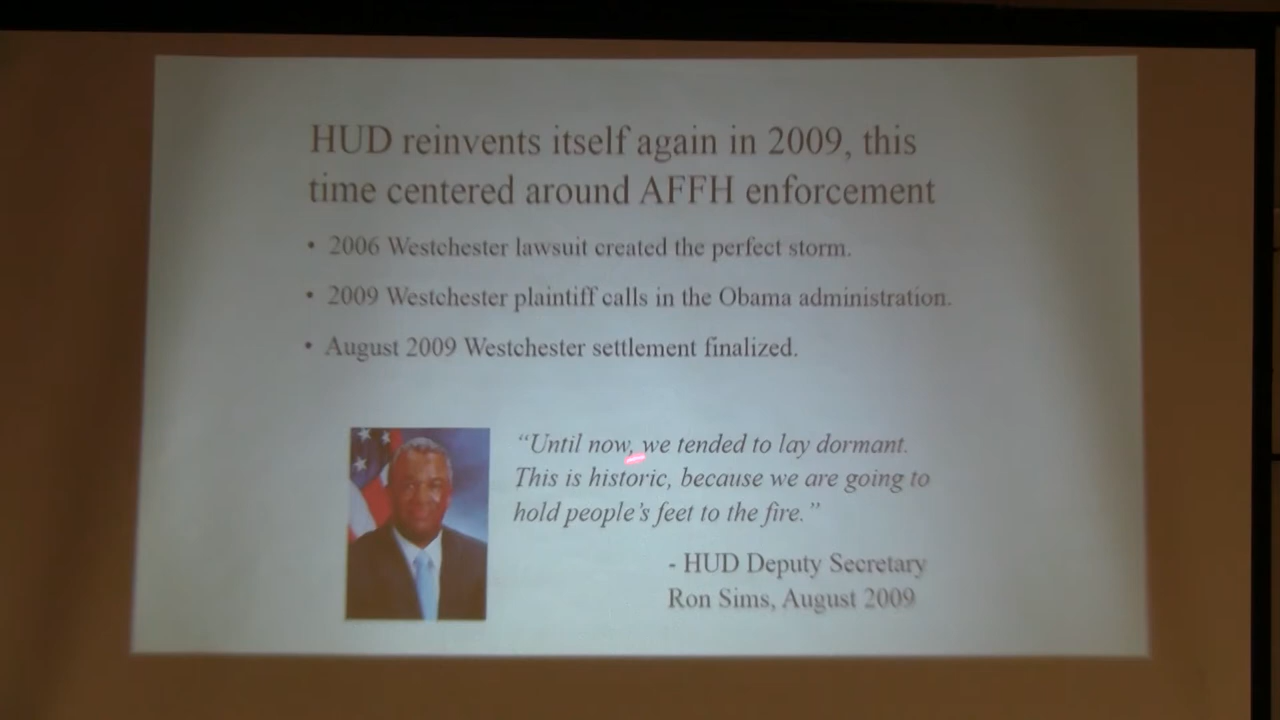 HUD reinvents itself again in 2009, this
time centered around AFFH enforcement
• 2006 Westchester lawsuit created the perfect storm.
• 2009 Westchester plaintiff calls in the Obama administration.
• August 2009 Westchester settlement finalized.
“Until now, we tended to lay dormant.
This is historic, because we are going to
hold people’s feet to the fire.”
- HUD Deputy Secretary
Ron Sims, August 2009